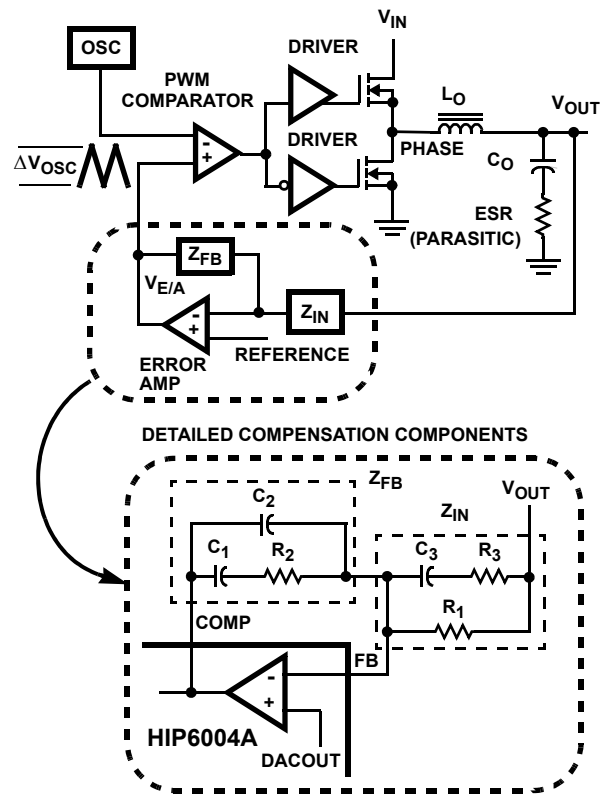 OSC
PWM
COMPARATOR
DRIVER
DRIVER
VIN
LO
VOUT
PHASE
CO
ESR
(PARASITIC)
ΔVOSC
-
+
ZFB
VE/A
-
+
ZIN
ERROR
AMP
REFERENCE
DETAILED COMPENSATION COMPONENTS
ZFB
C2
C1
R2
ZIN
VOUT
C3
R3
R1
COMP
FB
-
+
HIP6004A
DACOUT